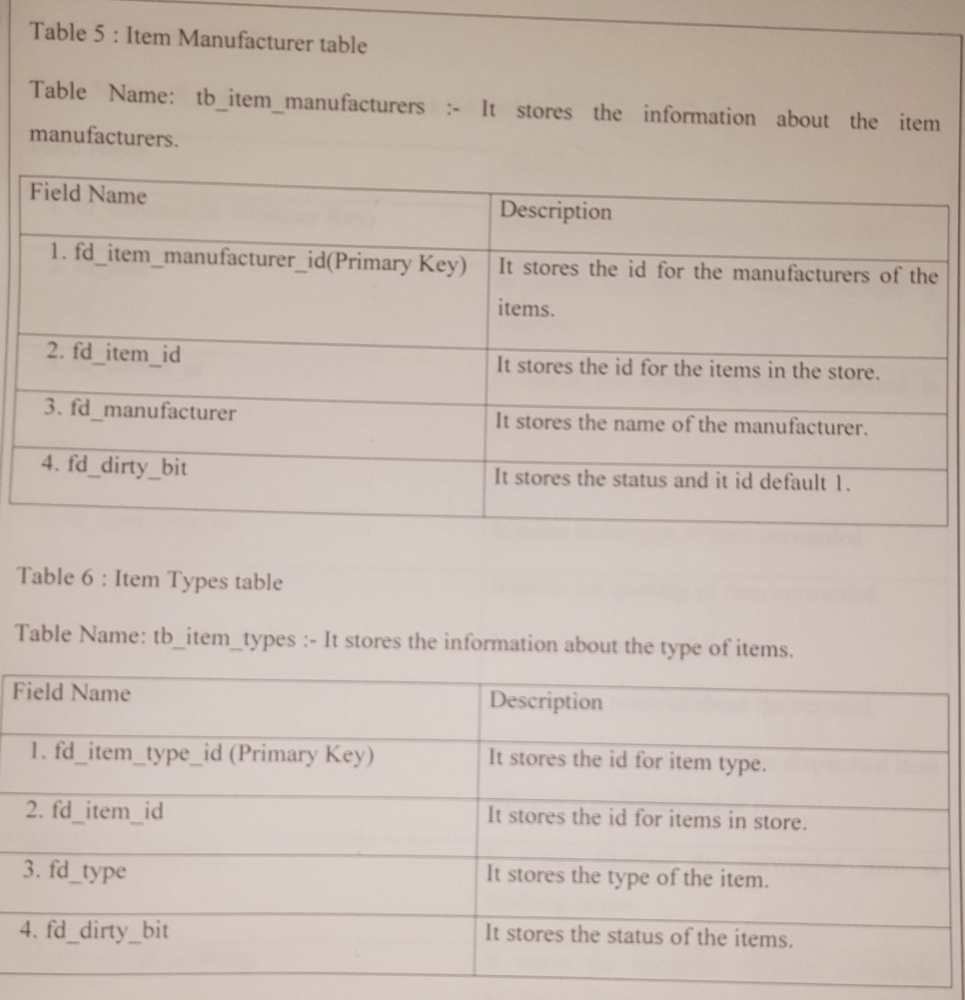 Table 5 : Item Manufacturer table
Table Name: tb_item_manufacturers :- It stores the information about the item
manufacturers.
Field Name
Description
1. fd_item_manufacturer_id(Primary Key)
It stores the id for the manufacturers of the
items.
2. fd_item_id
It stores the id for the items in the store.
3. fd_manufacturer
It stores the name of the manufacturer.
4. fd_dirty_bit
It stores the status and it id default 1.
Table 6 : Item Types table
Table Name: tb_item_types :- It stores the information about the type of items.
Field Name
Description
1. fd_item_type_id (Primary Key)
It stores the id for item type.
2. fd_item_id
It stores the id for items in store.
3. fd_type
It stores the type of the item.
4. fd_dirty_bit
It stores the status of the items.